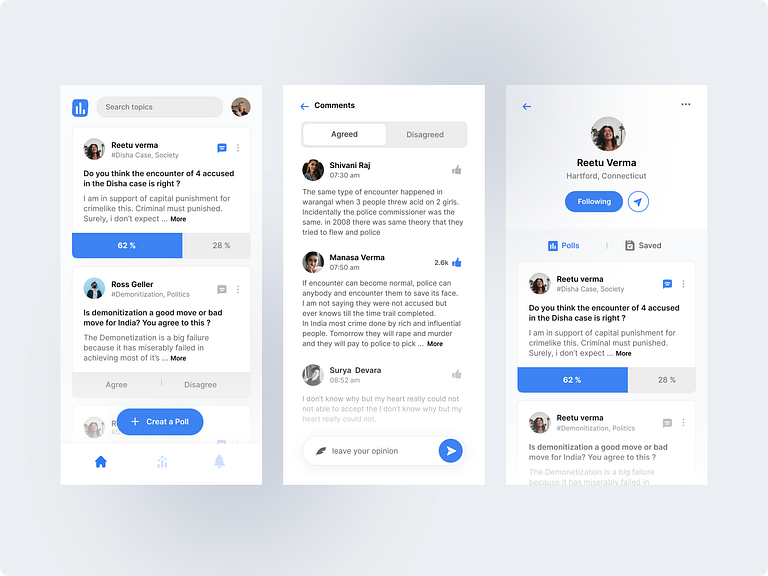 Search topics
Reetu verma
#Disha Case, Society
Do you think the encounter of 4 accused
in the Disha case is right ?
I am in support of capital punishment for
crimelike this. Criminal must punished.
Surely, i don't expect ... More
62 %
28 %
Ross Geller
#Demonitization, Politics
Is demonitization a good move or bad
move for India? You agree to this ?
The Demonetization is a big failure
because it has miserably failed in
achieving most of it's ... More
Agree
Disagree
+ Creat a Poll
Comments
Agreed
Disagreed
Shivani Raj
07:30 am
The same type of encounter happened in
warangal when 3 people threw acid on 2 girls.
Incidentally the police commissioner was the
same. in 2008 there was same theory that they
tried to flew and police
Manasa Verma
07:50 am
2.6k
If encounter can become normal, police can
anybody and encounter them to save its face.
I am not saying they were not accused but
ever knows till the time trail completed.
In India most crime done by rich and influential
people. Tomorrow they will rape and murder
and they will pay to police to pick ... More
Surya Devara
08:52 am
I don't know why but my heart really could not
not able to accept the I don't know why but my
heart really could not.
leave your opinion
Reetu Verma
Hartford, Connecticut
Following
Polls
Saved
Reetu verma
#Disha Case, Society
Do you think the encounter of 4 accused
in the Disha case is right ?
I am in support of capital punishment for
crimelike this. Criminal must punished.
Surely, i don't expect ... More
62 %
28 %
Reetu verma
#Demonitization, Politics
Is demonitization a good move or bad
move for India? You agree to this ?
The Demonetization is a big failure
because it has miserably failed in